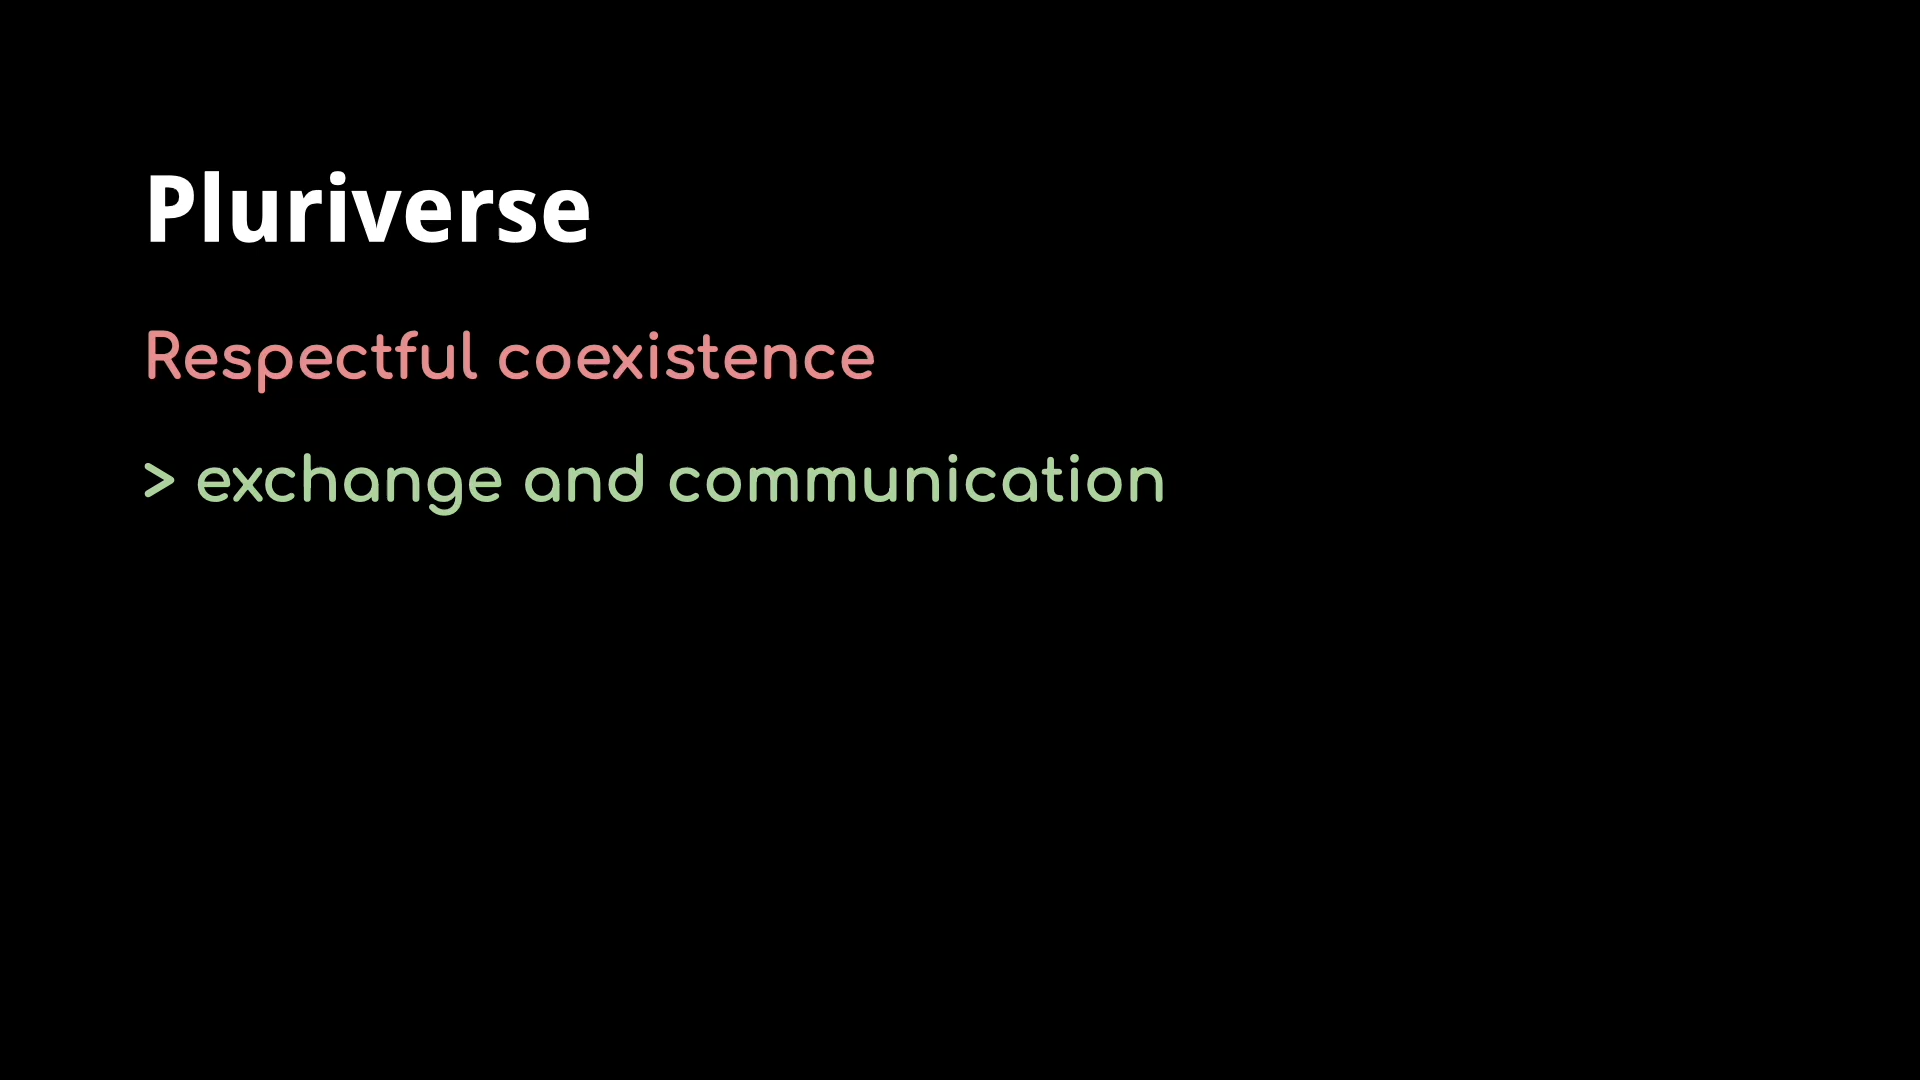 Pluriverse
Respectful coexistence
> exchange and communication